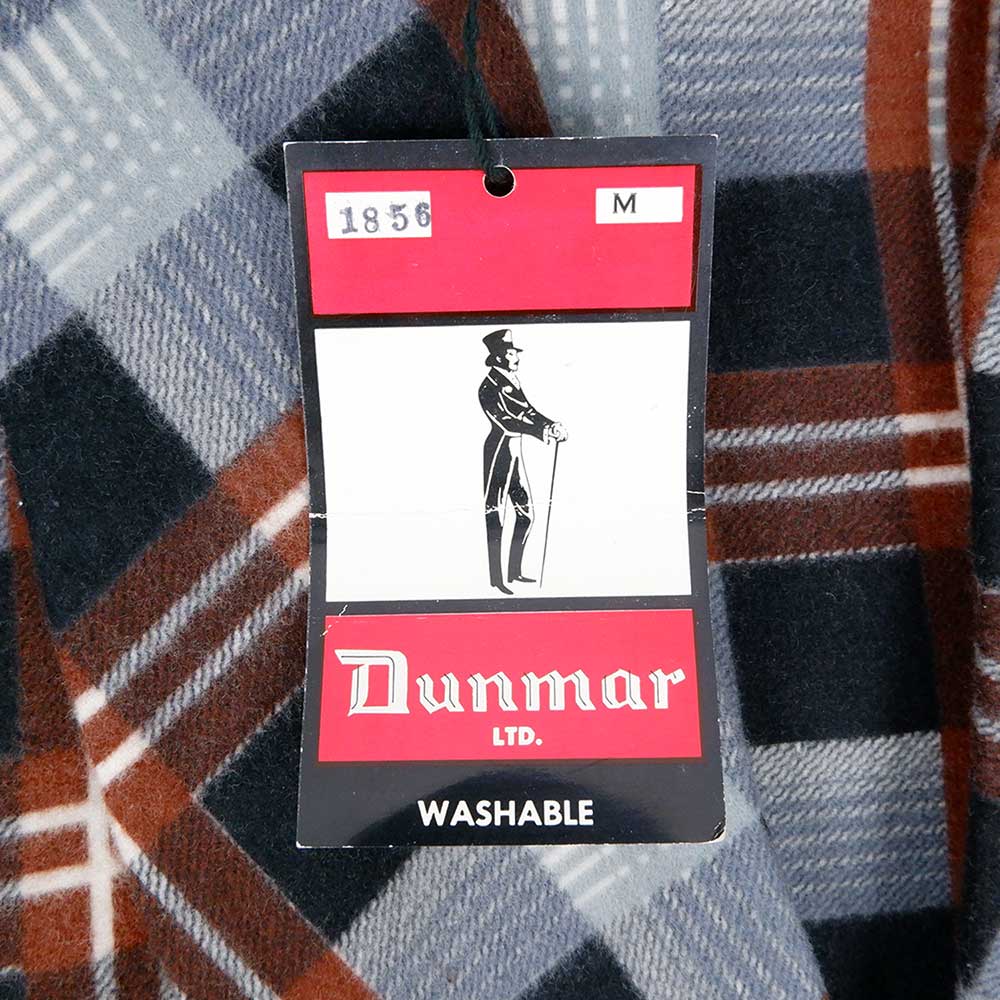 1856 M
Dunmar
LTD.
WASHABLE